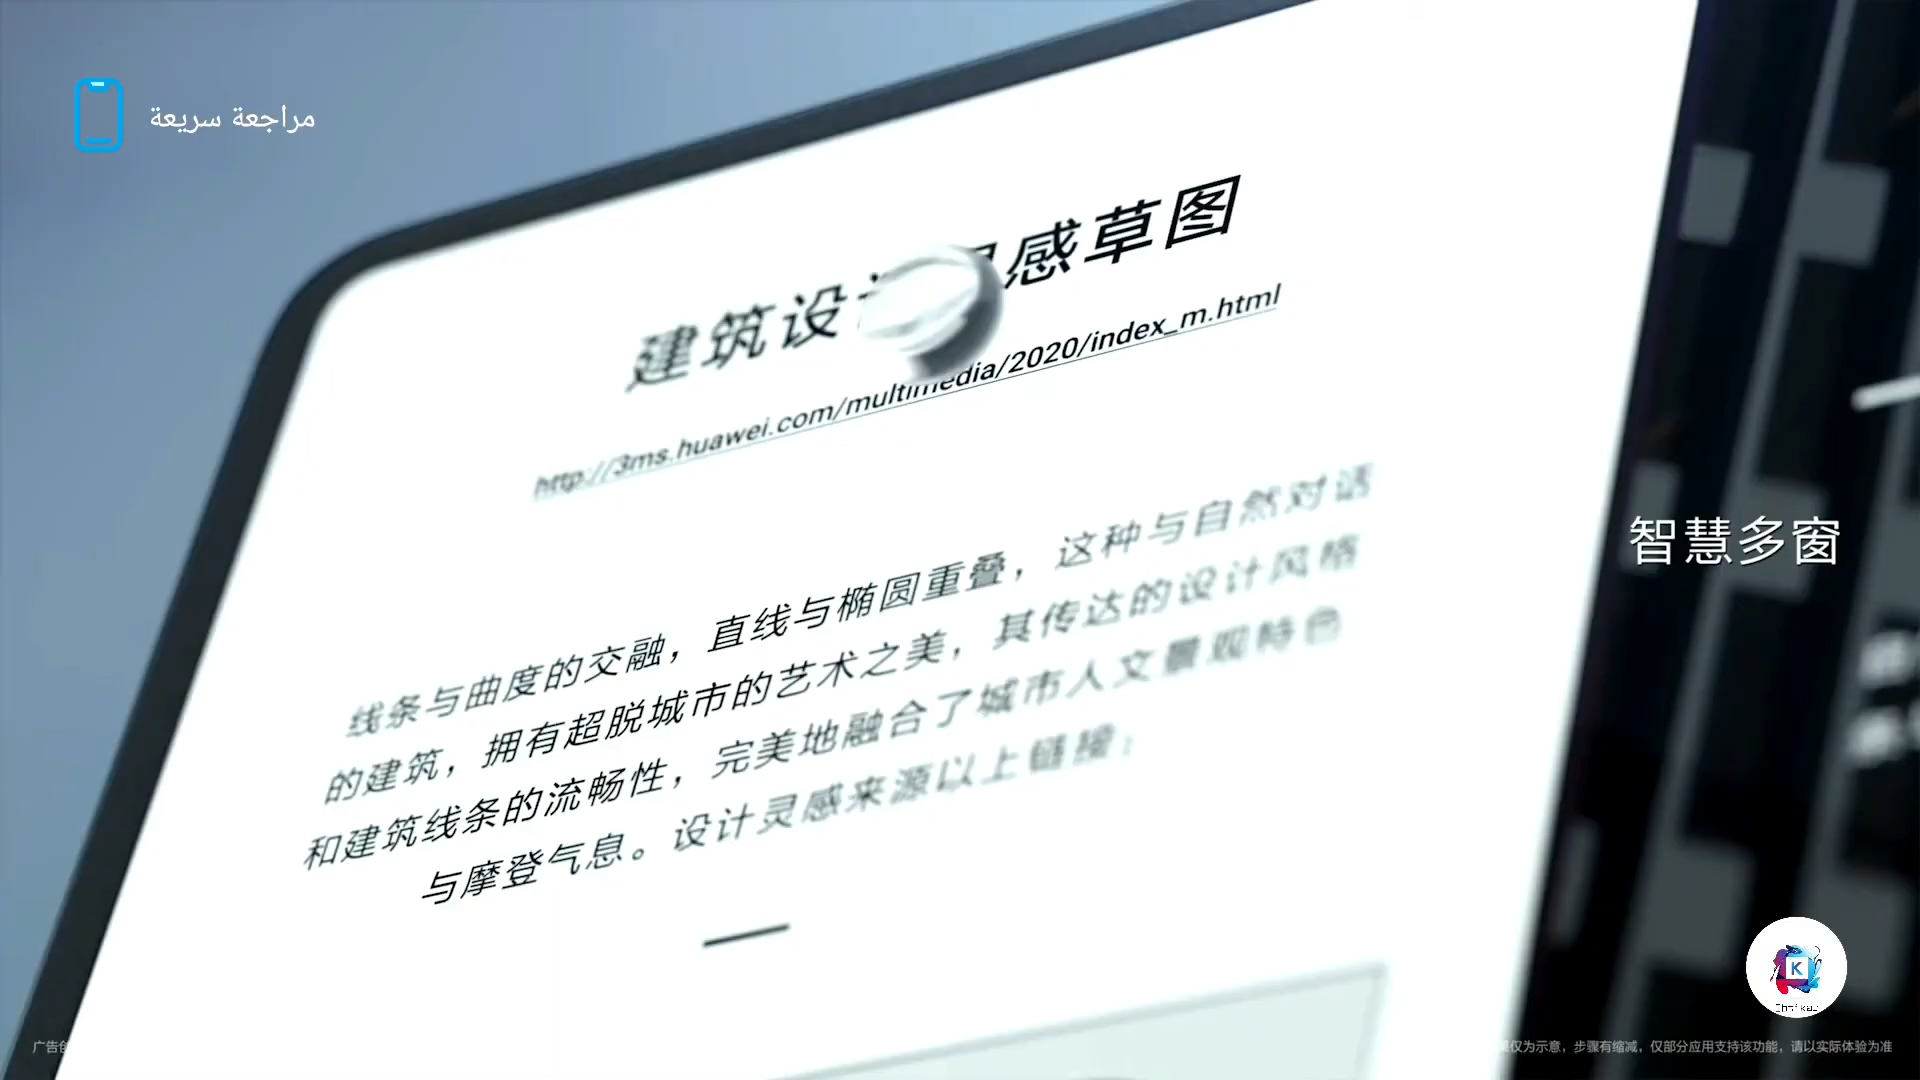 مراجعة سريعة
建筑设 感草图
http://3ms.huawei.com/multimedia/2020/index_m.html
线条与曲度的交融，直线与椭圆重叠，这种与自然对话
的建筑，拥有超脱城市的艺术之美，其传达的设计风格
和建筑线条的流畅性，完美地融合了城市人文景观特色
与摩登气息。设计灵感来源以上链接；
智慧多窗
K
广告
仅为示意，步骤有缩减，仅部分应用支持该功能，请以实际体验为准